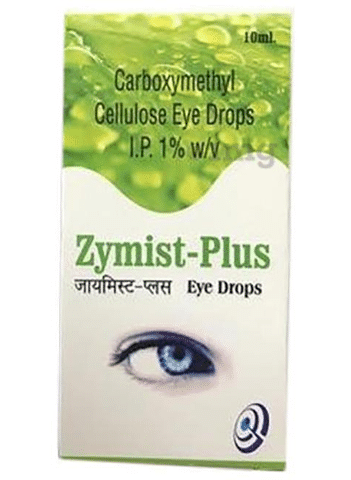 10ml.
Carboxymethyl
Cellulose Eye Drops
I.P. 1% w/v
Zymist-Plus
जायमिस्ट-प्लस Eye Drops